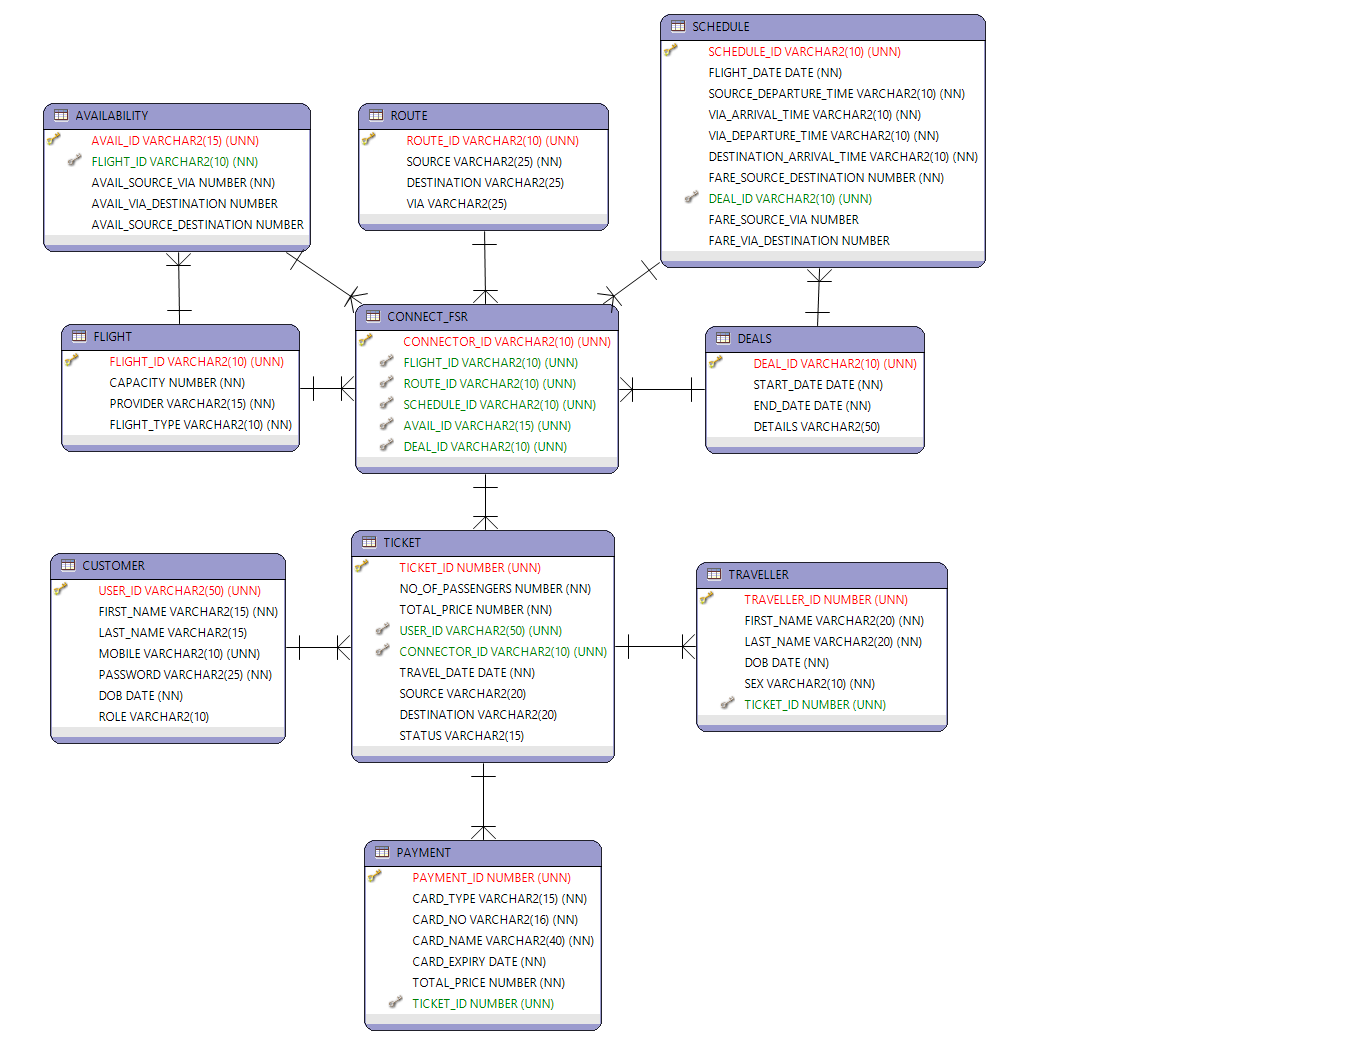 SCHEDULE
SCHEDULE_ID VARCHAR2(10) (UNN)
FLIGHT_DATE DATE (NN)
SOURCE_DEPARTURE_TIME VARCHAR2(10) (NN)
VIA_ARRIVAL_TIME VARCHAR2(10) (NN)
VIA_DEPARTURE_TIME VARCHAR2(10) (NN)
DESTINATION_ARRIVAL_TIME VARCHAR2(10) (NN)
FARE_SOURCE_DESTINATION NUMBER (NN)
DEAL_ID VARCHAR2(10) (UNN)
FARE_SOURCE_VIA NUMBER
FARE_VIA_DESTINATION NUMBER
AVAILABILITY
AVAIL_ID VARCHAR2(15) (UNN)
FLIGHT_ID VARCHAR2(10) (NN)
AVAIL_SOURCE_VIA NUMBER (NN)
AVAIL_VIA_DESTINATION NUMBER
AVAIL_SOURCE_DESTINATION NUMBER
ROUTE
ROUTE_ID VARCHAR2(10) (UNN)
SOURCE VARCHAR2(25) (NN)
DESTINATION VARCHAR2(25)
VIA VARCHAR2(25)
FLIGHT
FLIGHT_ID VARCHAR2(10) (UNN)
CAPACITY NUMBER (NN)
PROVIDER VARCHAR2(15) (NN)
FLIGHT_TYPE VARCHAR2(10) (NN)
CONNECT_FSR
CONNECTOR_ID VARCHAR2(10) (UNN)
FLIGHT_ID VARCHAR2(10) (UNN)
ROUTE_ID VARCHAR2(10) (UNN)
SCHEDULE_ID VARCHAR2(10) (UNN)
AVAIL_ID VARCHAR2(15) (UNN)
DEAL_ID VARCHAR2(10) (UNN)
DEALS
DEAL_ID VARCHAR2(10) (UNN)
START_DATE DATE (NN)
END_DATE DATE (NN)
DETAILS VARCHAR2(50)
CUSTOMER
USER_ID VARCHAR2(50) (UNN)
FIRST_NAME VARCHAR2(15) (NN)
LAST_NAME VARCHAR2(15)
MOBILE VARCHAR2(10) (UNN)
PASSWORD VARCHAR2(25) (NN)
DOB DATE (NN)
ROLE VARCHAR2(10)
TICKET
TICKET_ID NUMBER (UNN)
NO_OF_PASSENGERS NUMBER (NN)
TOTAL_PRICE NUMBER (NN)
USER_ID VARCHAR2(50) (UNN)
CONNECTOR_ID VARCHAR2(10) (UNN)
TRAVEL_DATE DATE (NN)
SOURCE VARCHAR2(20)
DESTINATION VARCHAR2(20)
STATUS VARCHAR2(15)
TRAVELLER
TRAVELLER_ID NUMBER (UNN)
FIRST_NAME VARCHAR2(20) (NN)
LAST_NAME VARCHAR2(20) (NN)
DOB DATE (NN)
SEX VARCHAR2(10) (NN)
TICKET_ID NUMBER (UNN)
PAYMENT
PAYMENT_ID NUMBER (UNN)
CARD_TYPE VARCHAR2(15) (NN)
CARD_NO VARCHAR2(16) (NN)
CARD_NAME VARCHAR2(40) (NN)
CARD_EXPIRY DATE (NN)
TOTAL_PRICE NUMBER (NN)
TICKET_ID NUMBER (UNN)